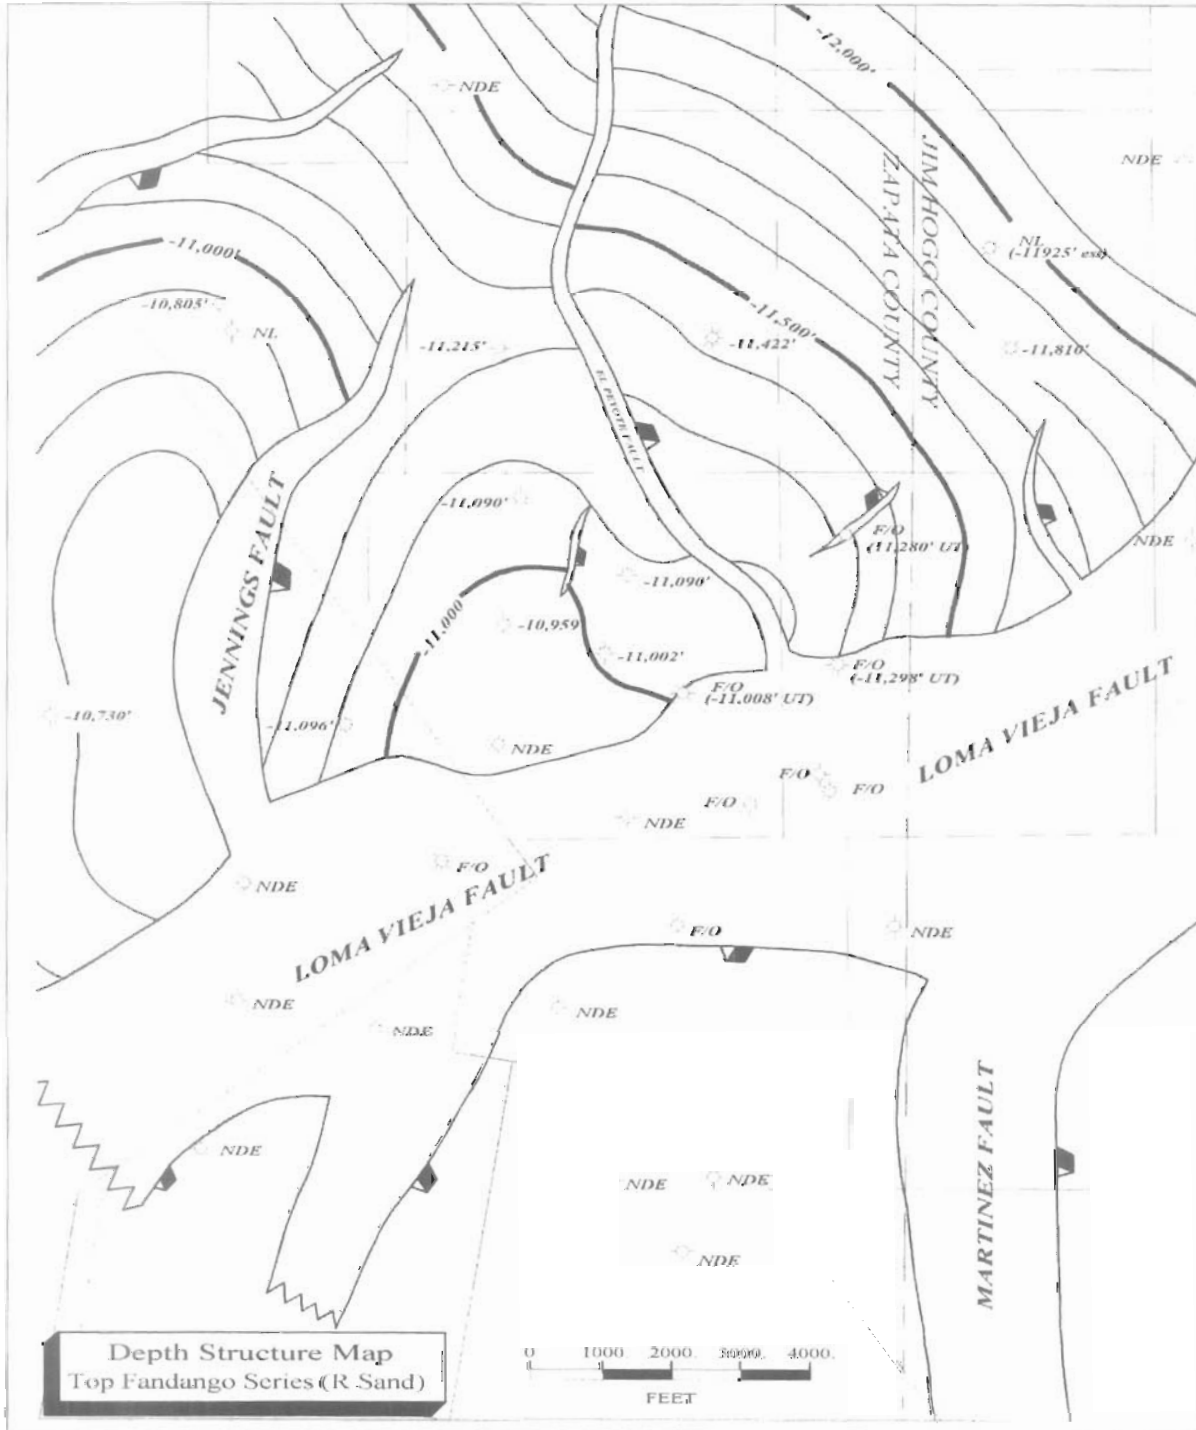 -12,000'
NDE
NDE
JIM HOGG COUNTY
ZAPATA COUNTY
-11,000'
NL
(-11925' ess)
-10,805'
NL
-11,500'
-11,215'
-11,422'
-11,810'
EL PEYOTE FAULT
-11,090'
F/O
(-11,280' UT)
NDE
JENNINGS FAULT
-11,090'
-11,000
-10,959
-11,002'
F/O
(-11,298' UT)
F/O
(-11,008' UT)
-10,730'
-11,096'
NDE
LOMA VIEJA FAULT
F/O
F/O
F/O
NDE
F/O
NDE
LOMA VIEJA FAULT
F/O
NDE
NDE
NDE
NDE
MARTINEZ FAULT
NDE
NDE
NDE
NDE
Depth Structure Map
Top Fandango Series (R Sand)
0 1000 2000. 3000. 4000.
FEET